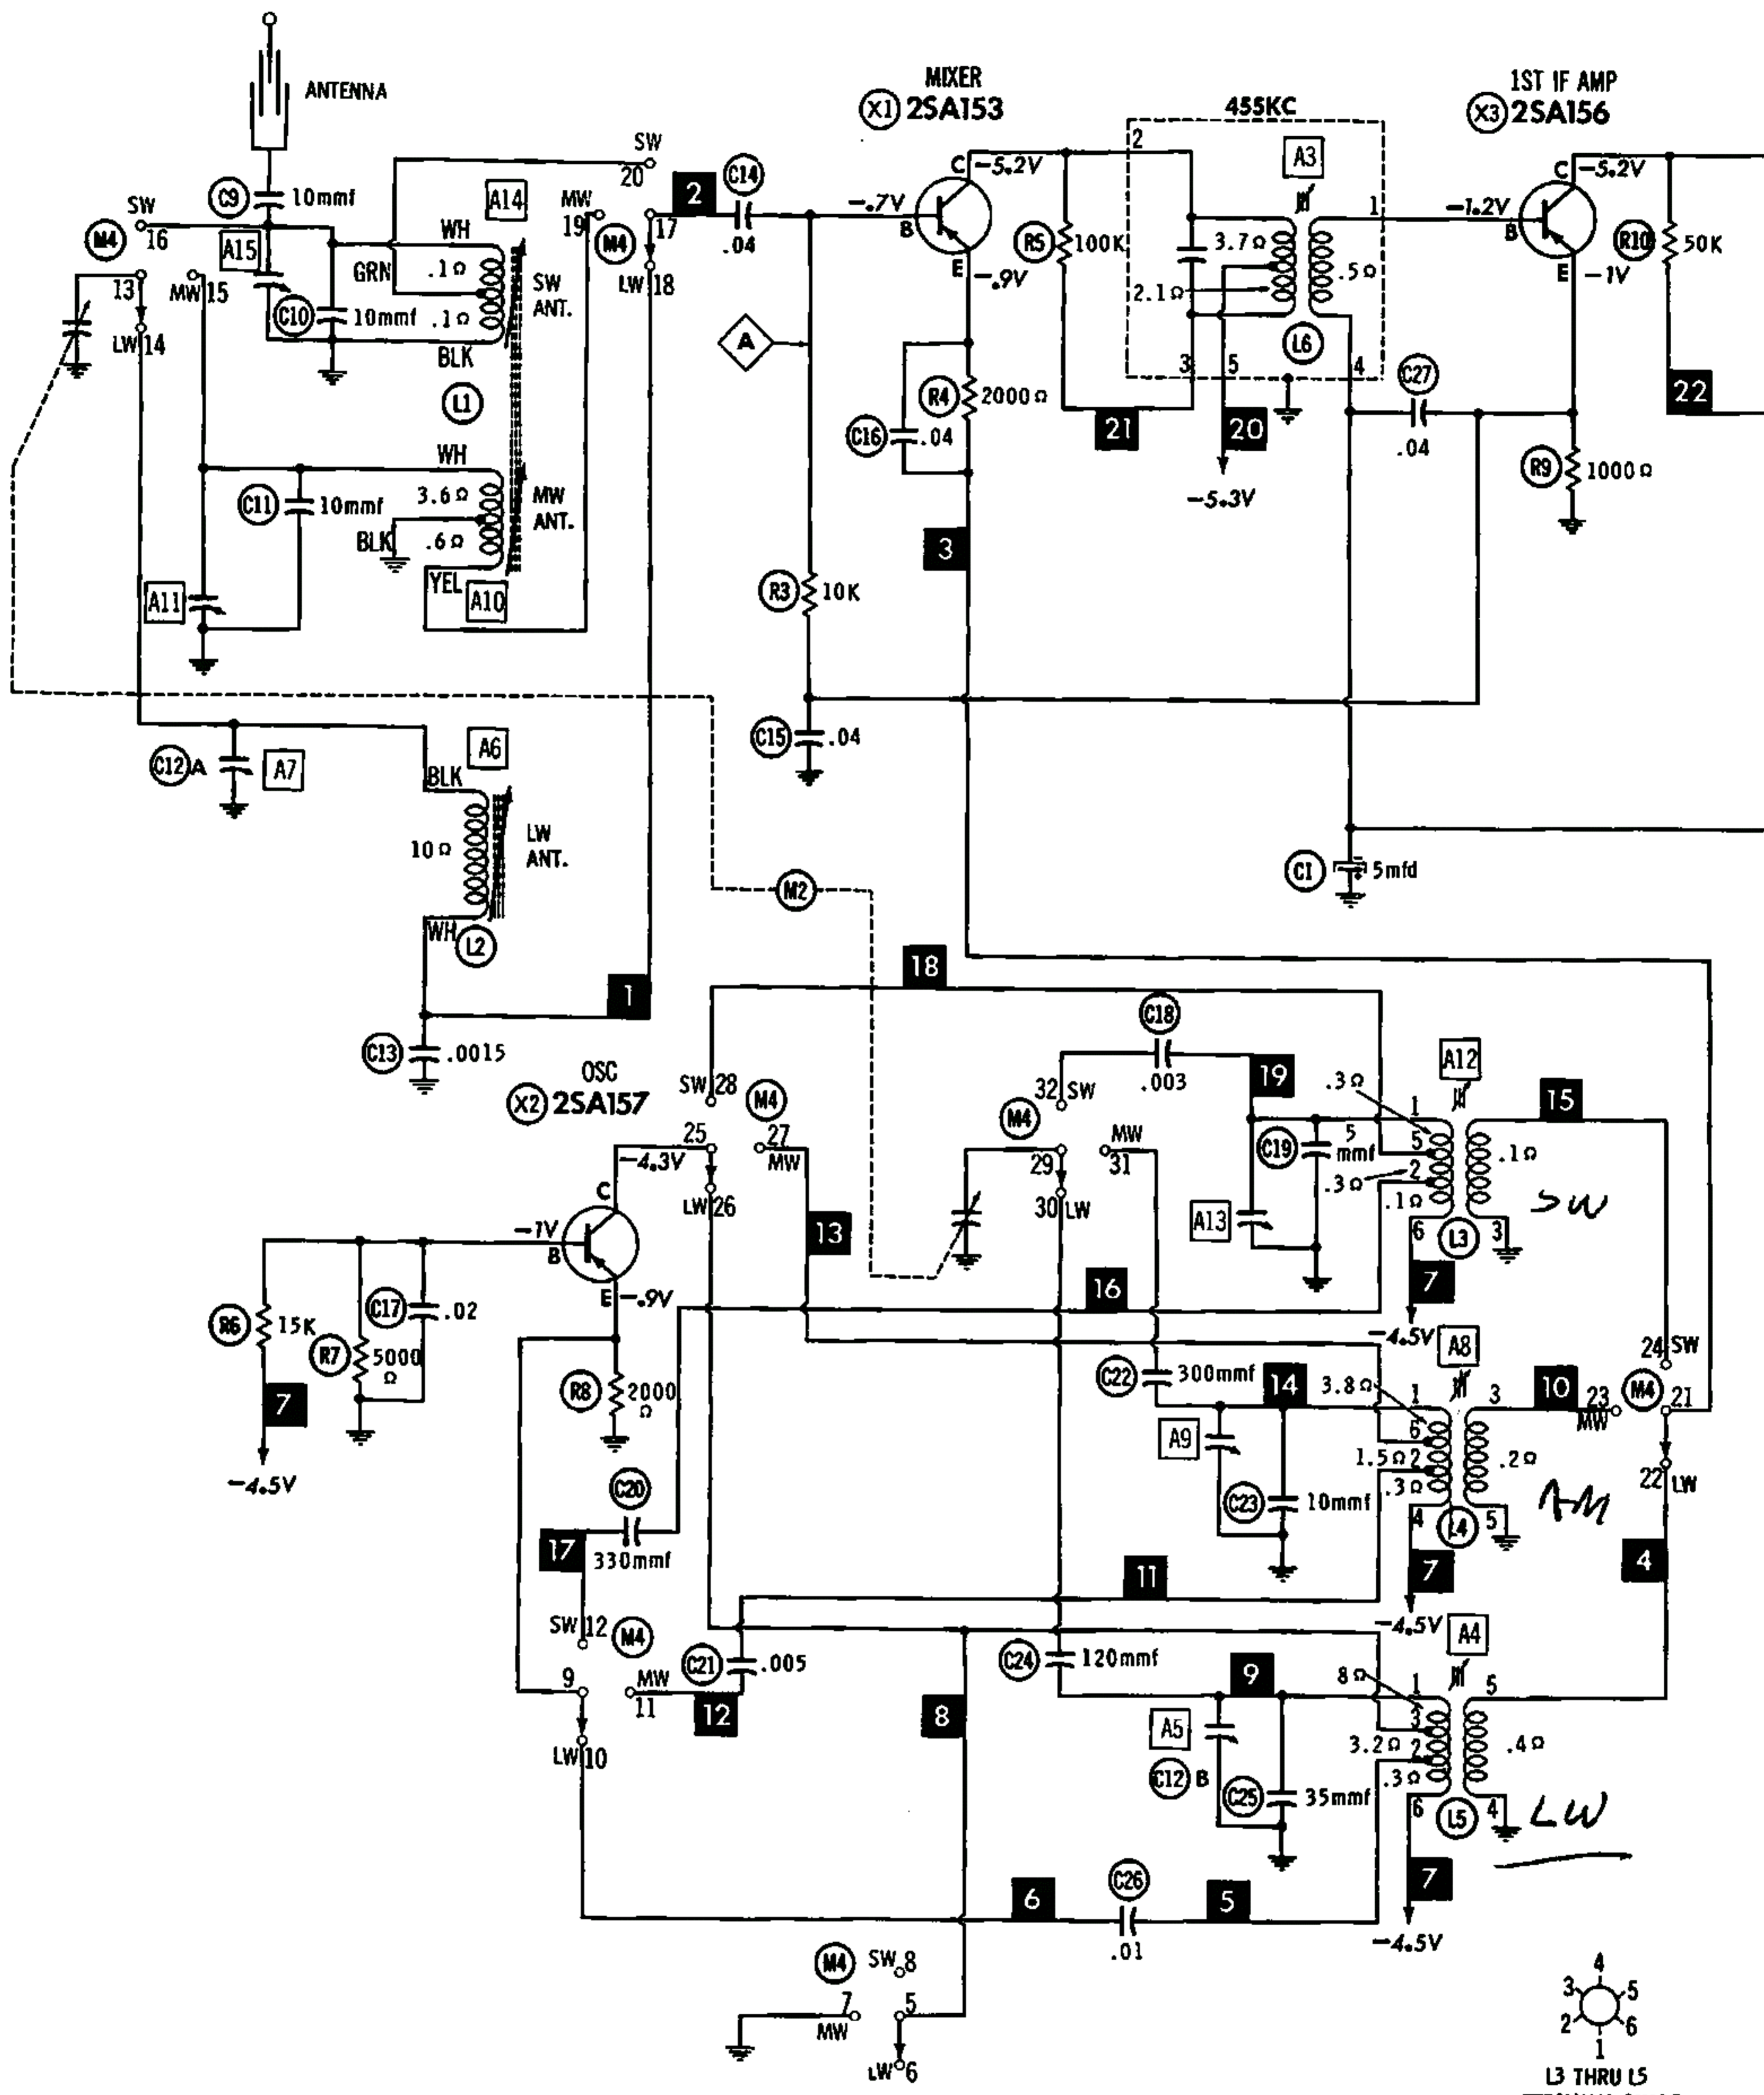 ANTENNA
MIXER
X1 2SA153
455KC
1ST IF AMP
X3 2SA156
C9 10mmf
SW
16
M4
A15
13
MW 15
LW 14
C10 10mmf
WH
GRN
.1Ω
.1Ω
BLK
A14
SW
ANT.
L1
SW
20
MW
19
M4
17
LW 18
2
C14
.04
-.7V
B
C
-5.2V
E
-.9V
R5 100K
2
A3
3.7Ω
2.1Ω
.5Ω
1
3
5
4
L6
-1.2V
B
C
-5.2V
E
-1V
R10 50K
22
A
R4 2000Ω
C16 .04
21
20
-5.3V
C27
.04
R9 1000Ω
C11 10mmf
WH
3.6Ω
BLK
.6Ω
YEL
MW
ANT.
A10
A11
3
R3 10K
C15 .04
C12 A
A7
A6
BLK
10Ω
LW
ANT.
WH
L2
M2
C1 5mfd
1
C13 .0015
18
OSC
X2 2SA157
SW 28
M4
25
27
MW
-4.3V
LW 26
C
-1V
B
E
-.9V
C18
.003
32 SW
M4
29
MW
31
30 LW
19
C19 5
mmf
A13
.3Ω
A12
1
5
2
.3Ω
.1Ω
.1Ω
6
L3
3
15
SW
7
-4.5V
13
16
R6 15K
R7 5000
Ω
C17 .02
R8 2000
Ω
7
-4.5V
C22 300mmf
14
A9
C23 10mmf
A8
3.8Ω
1
6
1.5Ω 2
.3Ω
4
L4
3
.2Ω
5
10
23
MW
24 SW
M4
21
22 LW
AM
7
-4.5V
4
C20
330mmf
17
SW 12
M4
9
MW
11
LW 10
C21 .005
12
11
C24 120mmf
9
8
A5
C12 B
C25 35mmf
A4
8Ω
1
3
3.2Ω 2
.3Ω
6
L5
5
.4Ω
4
LW
7
-4.5V
6
C26
.01
5
M4
SW 8
7
MW
5
LW 6
4
3
5
2
6
1
L3 THRU L5